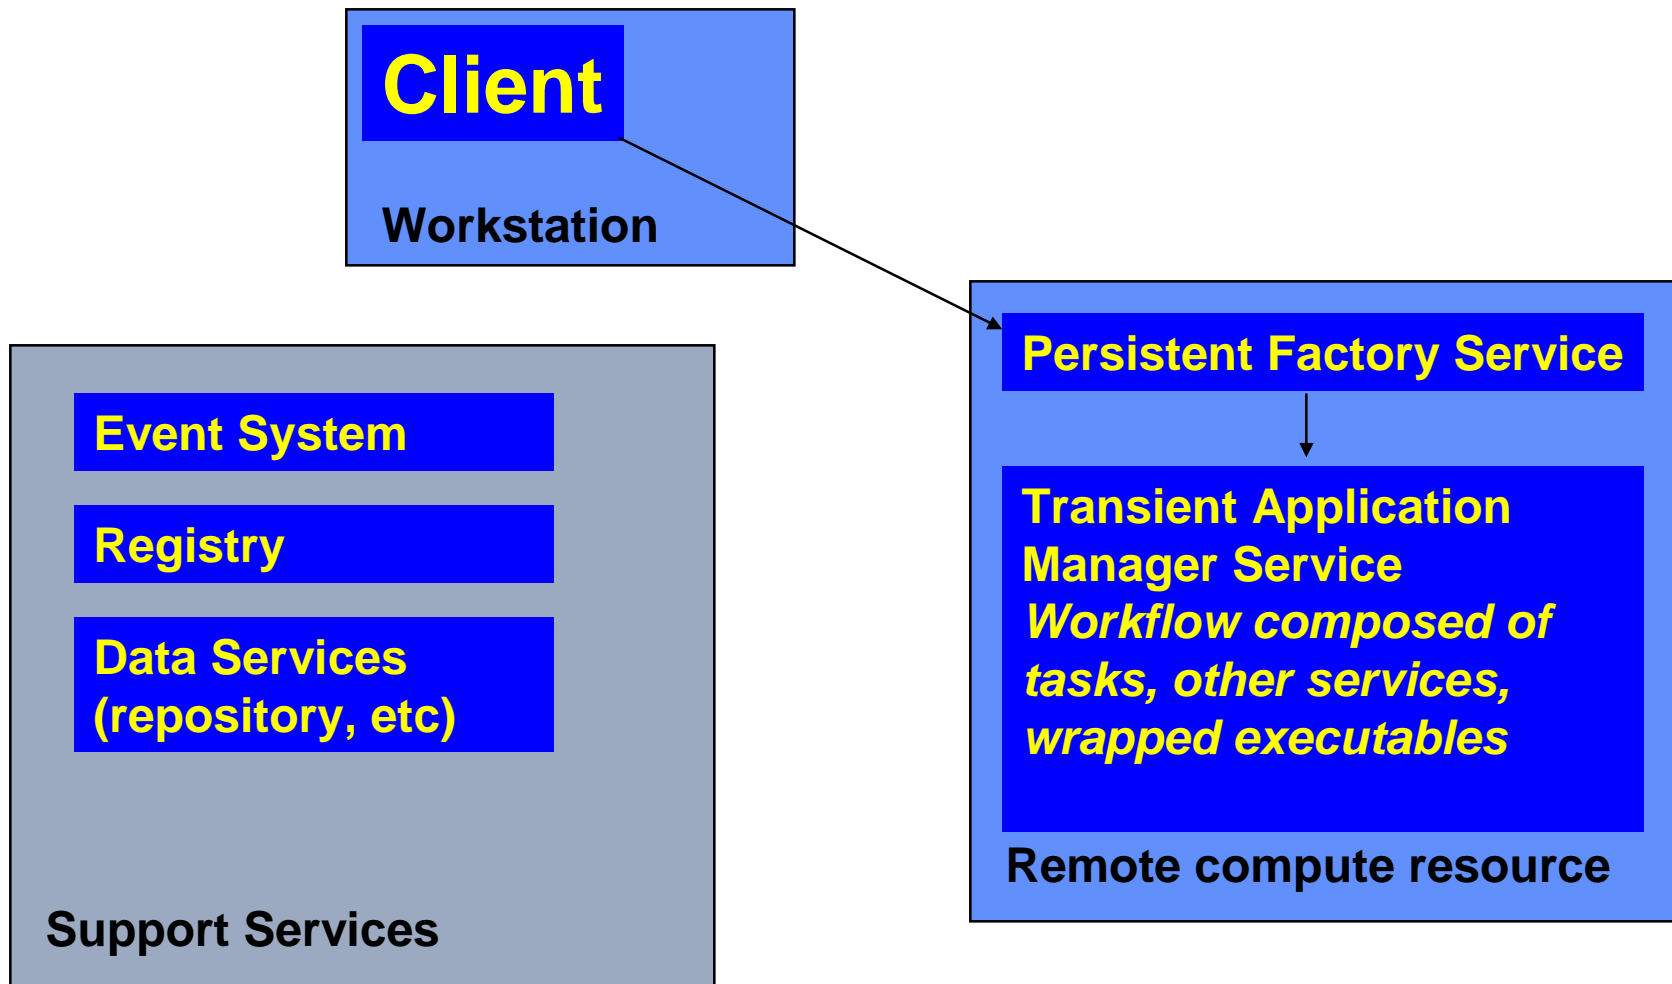 Client
Workstation
Persistent Factory Service
Transient Application
Manager Service
Workflow composed of
tasks, other services,
wrapped executables
Remote compute resource
Event System
Registry
Data Services
(repository, etc)
Support Services